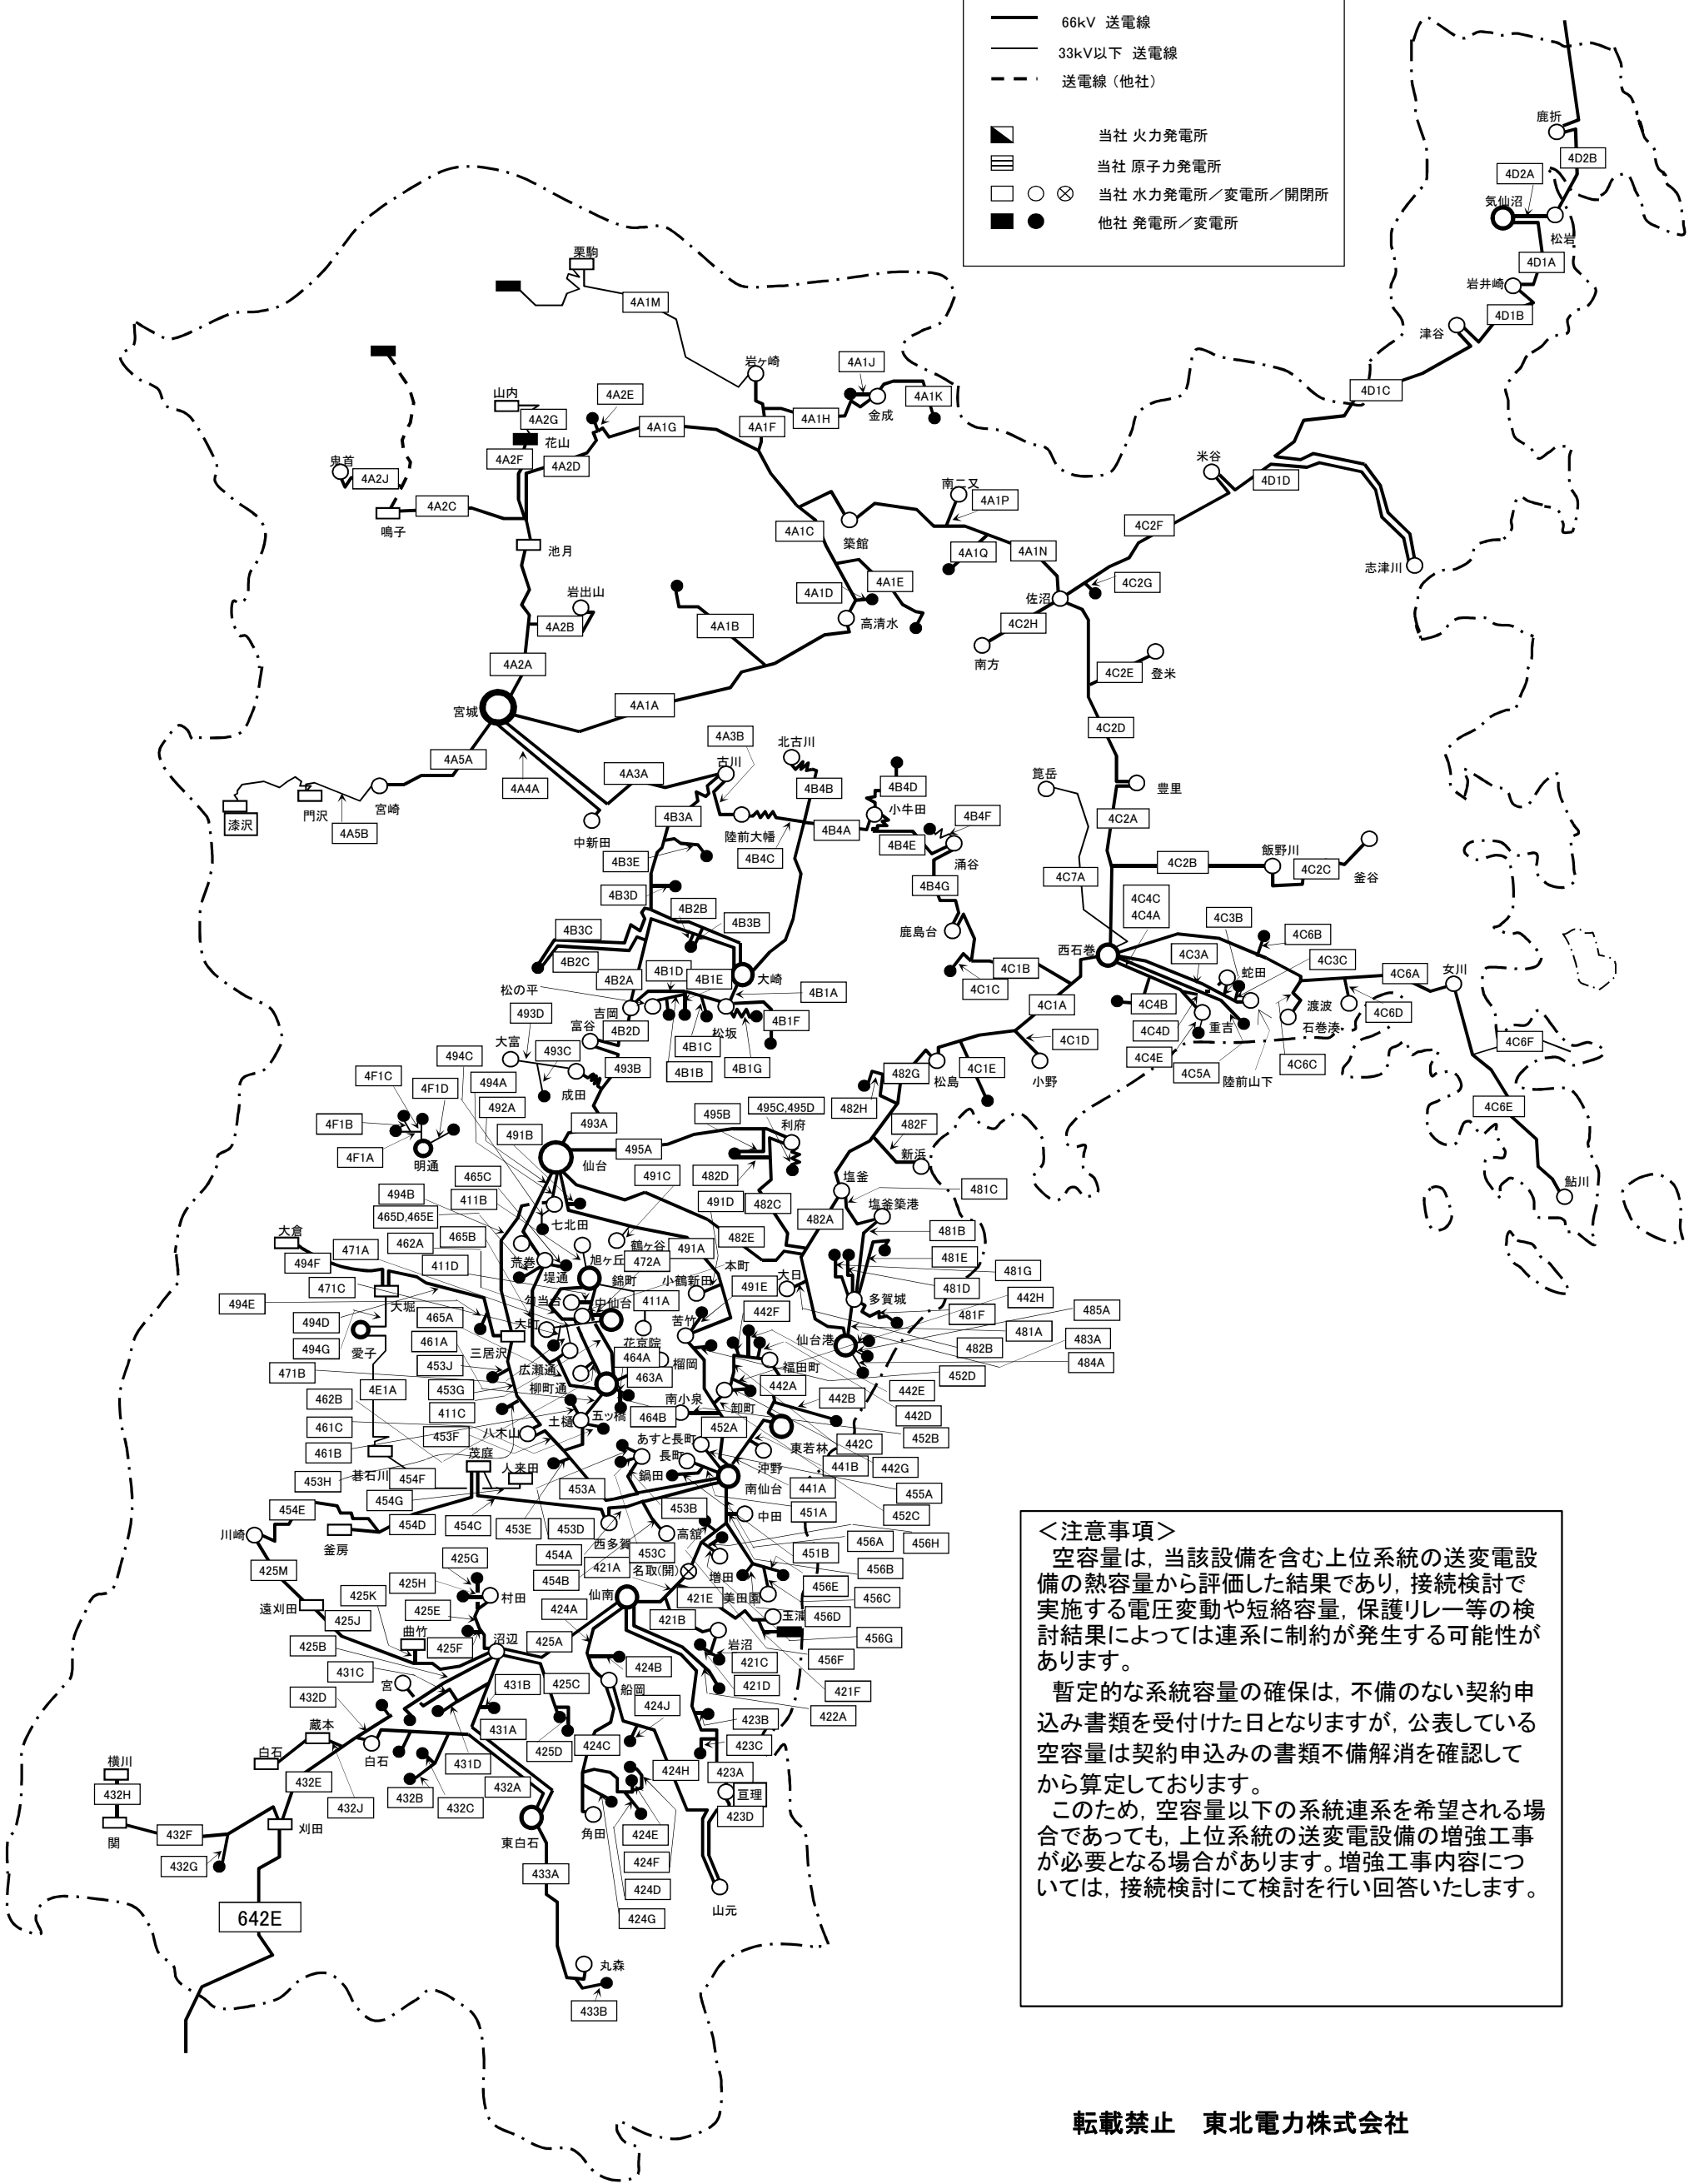 66kV 送電線
33kV以下 送電線
送電線（他社）
当社 火力発電所
当社 原子力発電所
当社 水力発電所／変電所／開閉所
他社 発電所／変電所
鹿折
4D2B
4D2A
気仙沼
松岩
4D1A
岩井崎
4D1B
津谷
4D1C
栗駒
4A1M
岩ヶ崎
4A1J
4A1K
金成
4A1H
4A1F
4A1G
4A2E
山内
4A2G
花山
4A2F
4A2D
鬼首
4A2J
4A2C
鳴子
池月
岩出山
4A2B
4A2A
宮城
4A1A
4A1B
4A1C
築館
4A1D
4A1E
高清水
南二又
4A1P
4A1Q
4A1N
米谷
4D1D
4C2F
志津川
4C2G
佐沼
4C2H
南方
4C2E
登米
4C2D
豊里
4C2A
4A5A
宮崎
門沢
漆沢
4A5B
4A4A
中新田
4A3A
4A3B
古川
北古川
4B4B
陸前大幡
4B4C
4B4A
4B4D
小牛田
4B4E
4B4F
涌谷
4B4G
鹿島台
箟岳
4C7A
4C2B
飯野川
4C2C
釜谷
4B3A
4B3E
4B3D
4B2B
4B3B
4B3C
4B2C
4B2A
4B1D
4B1E
大崎
4B1A
松の平
吉岡
松坂
4B1F
4B1C
4B1B
4B1G
4B2D
富谷
493D
大富
493C
成田
493B
493A
西石巻
4C4C
4C4A
4C3B
4C3A
4C6B
4C3C
蛇田
4C6A
女川
渡波
4C6D
石巻湊
4C6C
4C4B
4C4D
重吉
4C4E
4C5A
陸前山下
4C6F
4C6E
鮎川
4C1B
4C1C
4C1A
4C1D
小野
4C1E
松島
482G
482H
482F
新浜
4F1C
4F1D
4F1B
4F1A
明通
494C
494A
492A
491B
仙台
495A
495B
495C,495D
利府
482D
482C
482E
482A
塩釜
481C
塩釜築港
481B
481E
481G
481D
442H
481F
485A
481A
483A
482B
484A
多賀城
仙台港
大日
465C
494B
411B
465D,465E
465B
462A
471A
411D
大倉
494F
471C
494E
494D
494G
大堀
愛子
4E1A
465A
461A
453J
471B
453G
462B
411C
461C
453F
461B
453H
七北田
荒巻
堤通
旭ヶ丘
鶴ヶ谷
491C
491D
491A
472A
錦町
本町
小鶴新田
491E
勾当台
中仙台
411A
大町
三居沢
広瀬通
柳町通
花京院
苦竹
442F
464A
榴岡
463A
464B
南小泉
福田町
442A
442B
442E
442D
452D
452B
卸町
452A
東若林
442C
442G
441B
441A
455A
452C
451A
沖野
南仙台
土樋
五ッ橋
あすと長町
長町
鍋田
八木山
茂庭
人来田
碁石川
454F
454G
454E
454D
454C
川崎
釜房
453A
453B
453E
453D
西多賀
454A
454B
453C
高舘
中田
451B
456A
456H
456B
456E
456C
456D
456G
456F
増田
美田園
名取(開)
421A
421E
421B
玉浦
岩沼
421C
421D
421F
422A
425M
425G
425H
村田
425K
425J
425E
425F
遠刈田
曲竹
425B
沼辺
425A
424A
仙南
431C
宮
432D
蔵本
431B
425C
431A
425D
424B
船岡
424J
424C
424H
423B
423C
423A
亘理
423D
横川
432H
白石
白石
432E
432J
432B
432C
431D
432A
関
432F
432G
刈田
東白石
433A
角田
424E
424F
424D
424G
山元
642E
丸森
433B
＜注意事項＞
空容量は，当該設備を含む上位系統の送変電設
備の熱容量から評価した結果であり，接続検討で
実施する電圧変動や短絡容量，保護リレー等の検
討結果によっては連系に制約が発生する可能性が
あります。
暫定的な系統容量の確保は，不備のない契約申
込み書類を受付けた日となりますが，公表している
空容量は契約申込みの書類不備解消を確認して
から算定しております。
このため，空容量以下の系統連系を希望される場
合であっても，上位系統の送変電設備の増強工事
が必要となる場合があります。増強工事内容につ
いては，接続検討にて検討を行い回答いたします。
転載禁止　東北電力株式会社